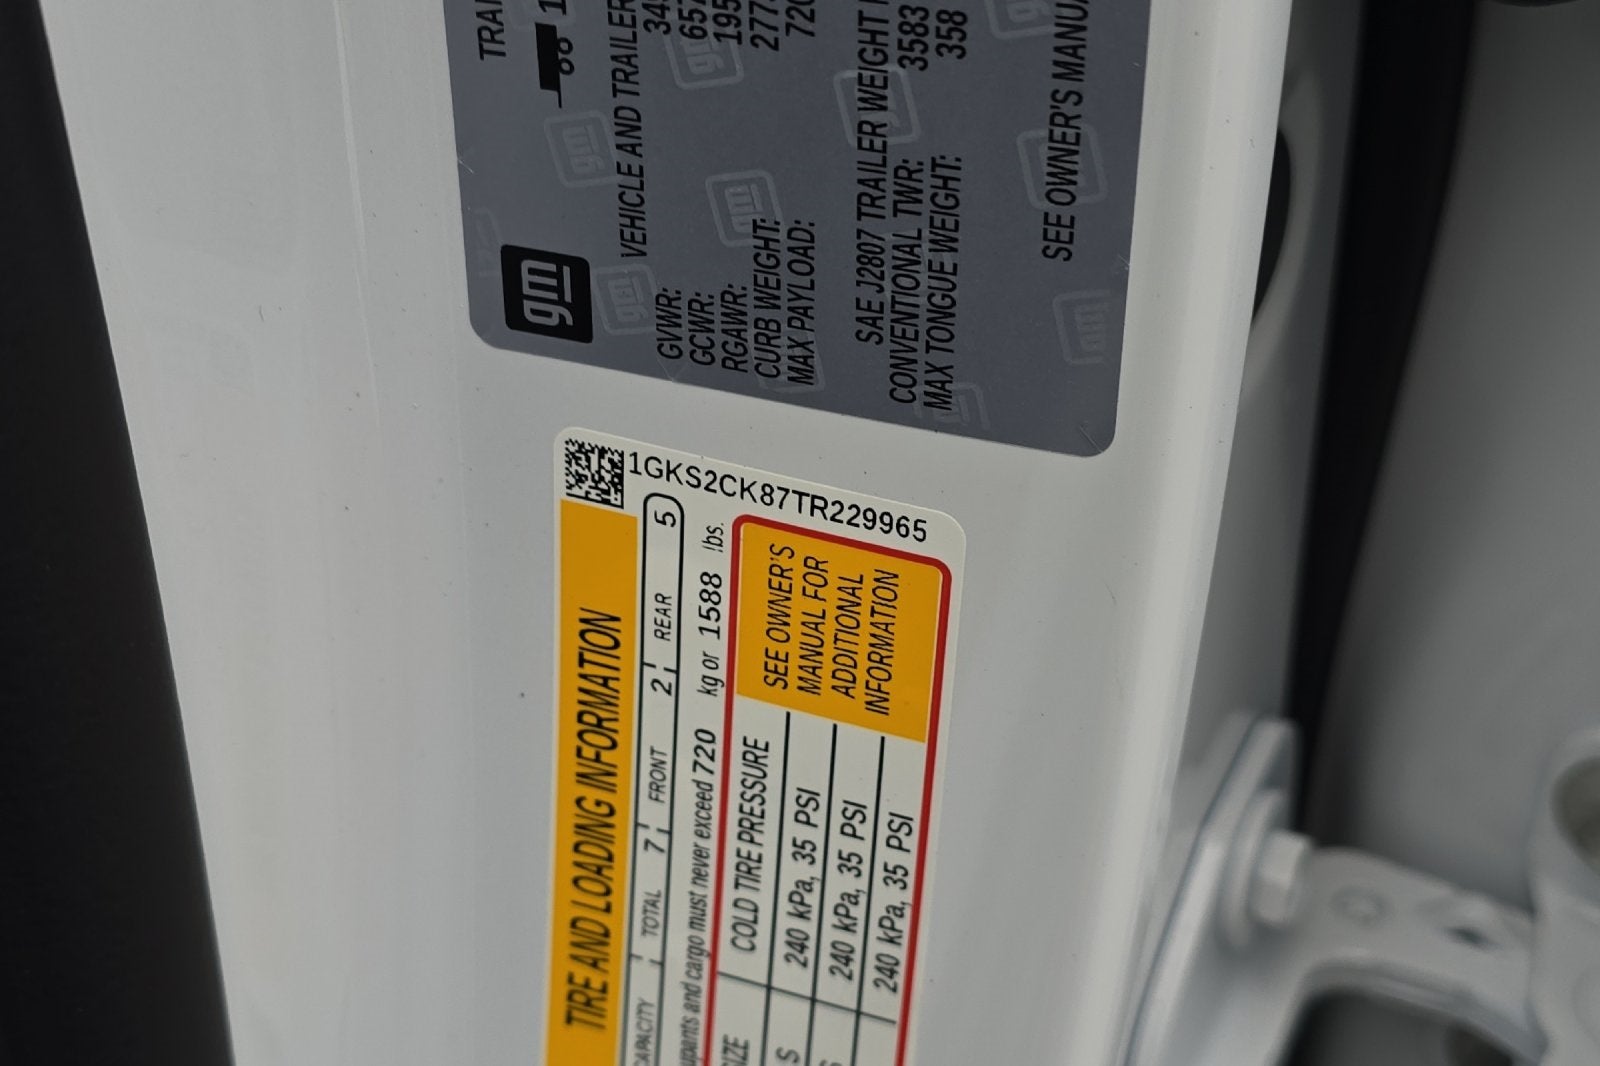 gm
VEHICLE AND TRAILER
GVWR:
GCWR:
RGAWR:
CURB WEIGHT:
MAX PAYLOAD:
SAE J2807 TRAILER WEIGHT
CONVENTIONAL TWR: 3583
MAX TONGUE WEIGHT: 358
SEE OWNER'S MANUAL
1GKS2CK87TR229965
TIRE AND LOADING INFORMATION
CAPACITY TOTAL 7 FRONT 2 REAR 5
and cargo must never exceed 720 kg or 1588 lbs.
COLD TIRE PRESSURE
240 kPa, 35 PSI
240 kPa, 35 PSI
240 kPa, 35 PSI
SEE OWNER'S
MANUAL FOR
ADDITIONAL
INFORMATION